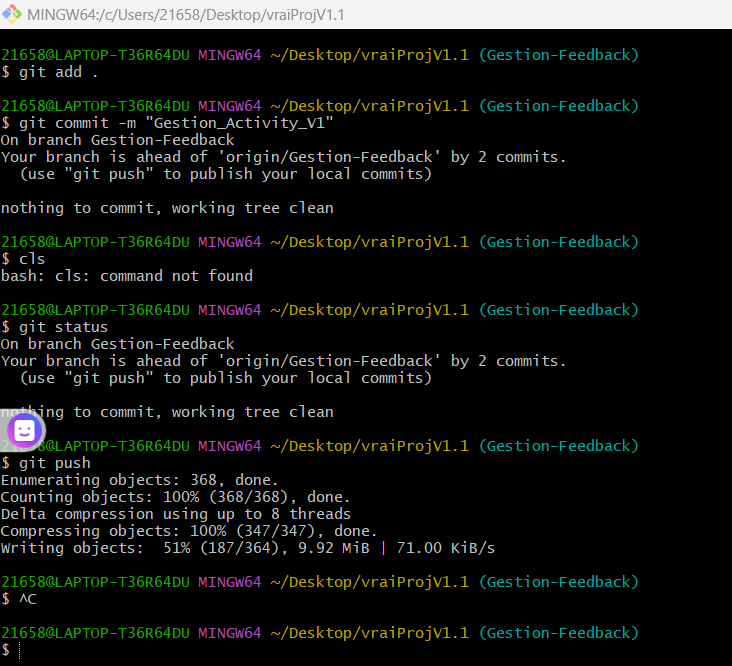 MINGW64:/c/Users/21658/Desktop/vraiProjV1.1
21658@LAPTOP-T36R64DU MINGW64 ~/Desktop/vraiProjV1.1 (Gestion-Feedback)
$ git add .
21658@LAPTOP-T36R64DU MINGW64 ~/Desktop/vraiProjV1.1 (Gestion-Feedback)
$ git commit -m "Gestion_Activity_V1"
On branch Gestion-Feedback
Your branch is ahead of 'origin/Gestion-Feedback' by 2 commits.
(use "git push" to publish your local commits)
nothing to commit, working tree clean
21658@LAPTOP-T36R64DU MINGW64 ~/Desktop/vraiProjV1.1 (Gestion-Feedback)
$ cls
bash: cls: command not found
21658@LAPTOP-T36R64DU MINGW64 ~/Desktop/vraiProjV1.1 (Gestion-Feedback)
$ git status
On branch Gestion-Feedback
Your branch is ahead of 'origin/Gestion-Feedback' by 2 commits.
(use "git push" to publish your local commits)
nothing to commit, working tree clean
21658@LAPTOP-T36R64DU MINGW64 ~/Desktop/vraiProjV1.1 (Gestion-Feedback)
$ git push
Enumerating objects: 368, done.
Counting objects: 100% (368/368), done.
Delta compression using up to 8 threads
Compressing objects: 100% (347/347), done.
Writing objects:  51% (187/364), 9.92 MiB | 71.00 KiB/s
21658@LAPTOP-T36R64DU MINGW64 ~/Desktop/vraiProjV1.1 (Gestion-Feedback)
$ ^C
21658@LAPTOP-T36R64DU MINGW64 ~/Desktop/vraiProjV1.1 (Gestion-Feedback)
$